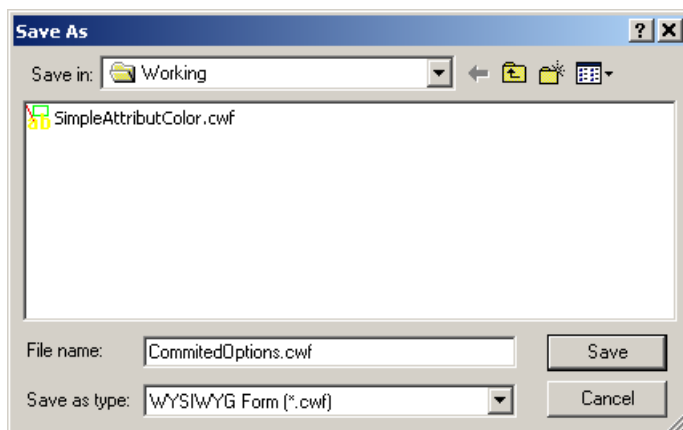 Save As
Save in: Working
SimpleAttributColor.cwf
File name: CommitedOptions.cwf Save
Save as type: WYSIWYG Form (*.cwf) Cancel